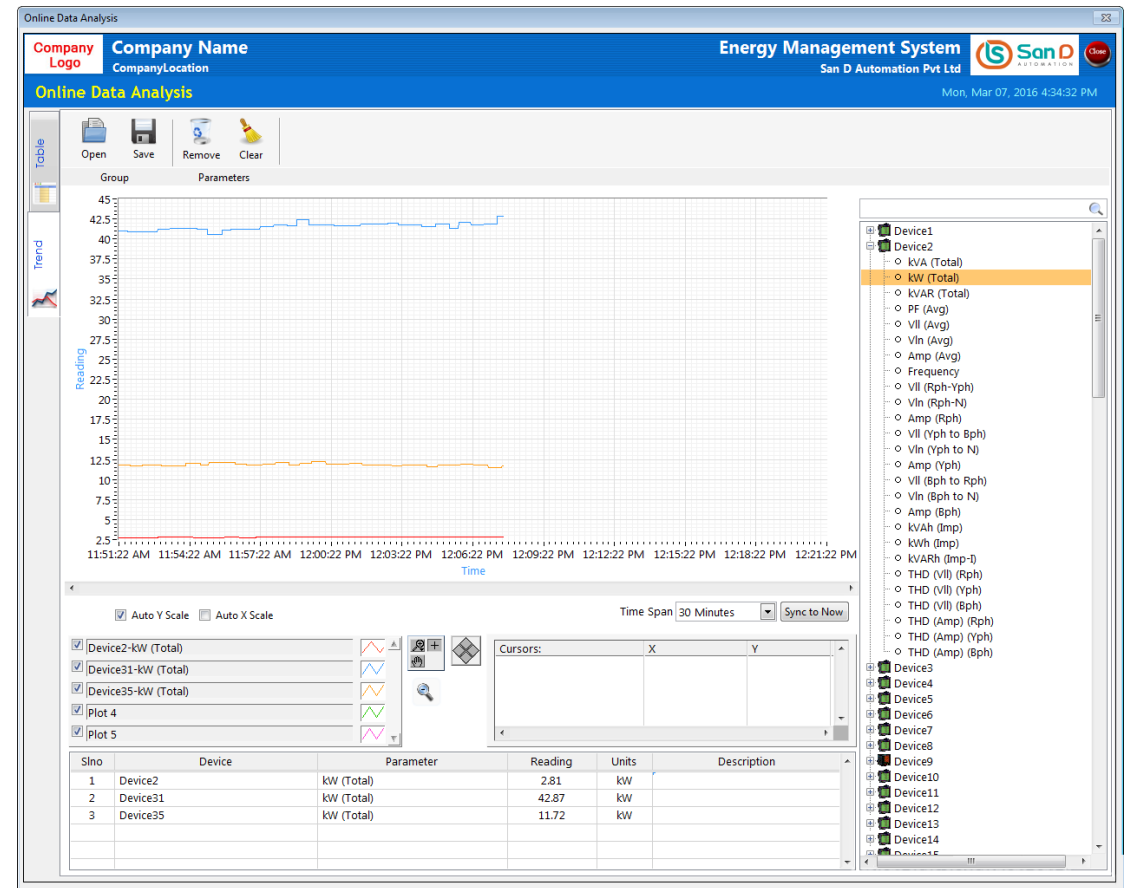 Online Data Analysis
Company Logo
Company Name
CompanyLocation
Energy Management System
San D Automation Pvt Ltd
San D
AUTOMATION
Close
Online Data Analysis
Mon, Mar 07, 2016 4:34:32 PM
Table
Trend
Open Save Remove Clear
Group Parameters
Reading
45
42.5
40
37.5
35
32.5
30
27.5
25
22.5
20
17.5
15
12.5
10
7.5
5
2.5
11:51:22 AM 11:54:22 AM 11:57:22 AM 12:00:22 PM 12:03:22 PM 12:06:22 PM 12:09:22 PM 12:12:22 PM 12:15:22 PM 12:18:22 PM 12:21:22 PM
Time
Auto Y Scale Auto X Scale
Time Span 30 Minutes Sync to Now
Device2-kW (Total)
Device31-kW (Total)
Device35-kW (Total)
Plot 4
Plot 5
Cursors: X Y
Slno Device Parameter Reading Units Description
1 Device2 kW (Total) 2.81 kW
2 Device31 kW (Total) 42.87 kW
3 Device35 kW (Total) 11.72 kW
Device1
Device2
kVA (Total)
kW (Total)
kVAR (Total)
PF (Avg)
Vll (Avg)
Vln (Avg)
Amp (Avg)
Frequency
Vll (Rph-Yph)
Vln (Rph-N)
Amp (Rph)
Vll (Yph to Bph)
Vln (Yph to N)
Amp (Yph)
Vll (Bph to Rph)
Vln (Bph to N)
Amp (Bph)
kVAh (Imp)
kWh (Imp)
kVARh (Imp-I)
THD (Vll) (Rph)
THD (Vll) (Yph)
THD (Vll) (Bph)
THD (Amp) (Rph)
THD (Amp) (Yph)
THD (Amp) (Bph)
Device3
Device4
Device5
Device6
Device7
Device8
Device9
Device10
Device11
Device12
Device13
Device14
Device15